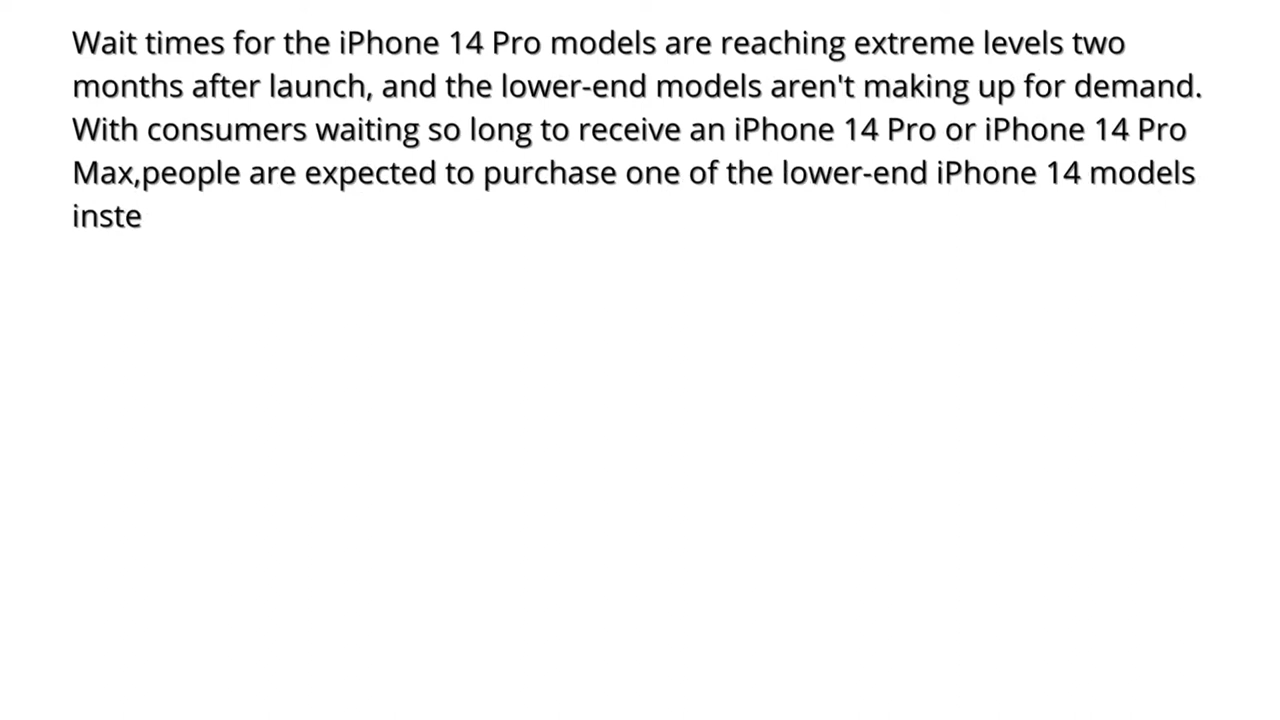 Wait times for the iPhone 14 Pro models are reaching extreme levels two
months after launch, and the lower-end models aren't making up for demand.
With consumers waiting so long to receive an iPhone 14 Pro or iPhone 14 Pro
Max,people are expected to purchase one of the lower-end iPhone 14 models
inste